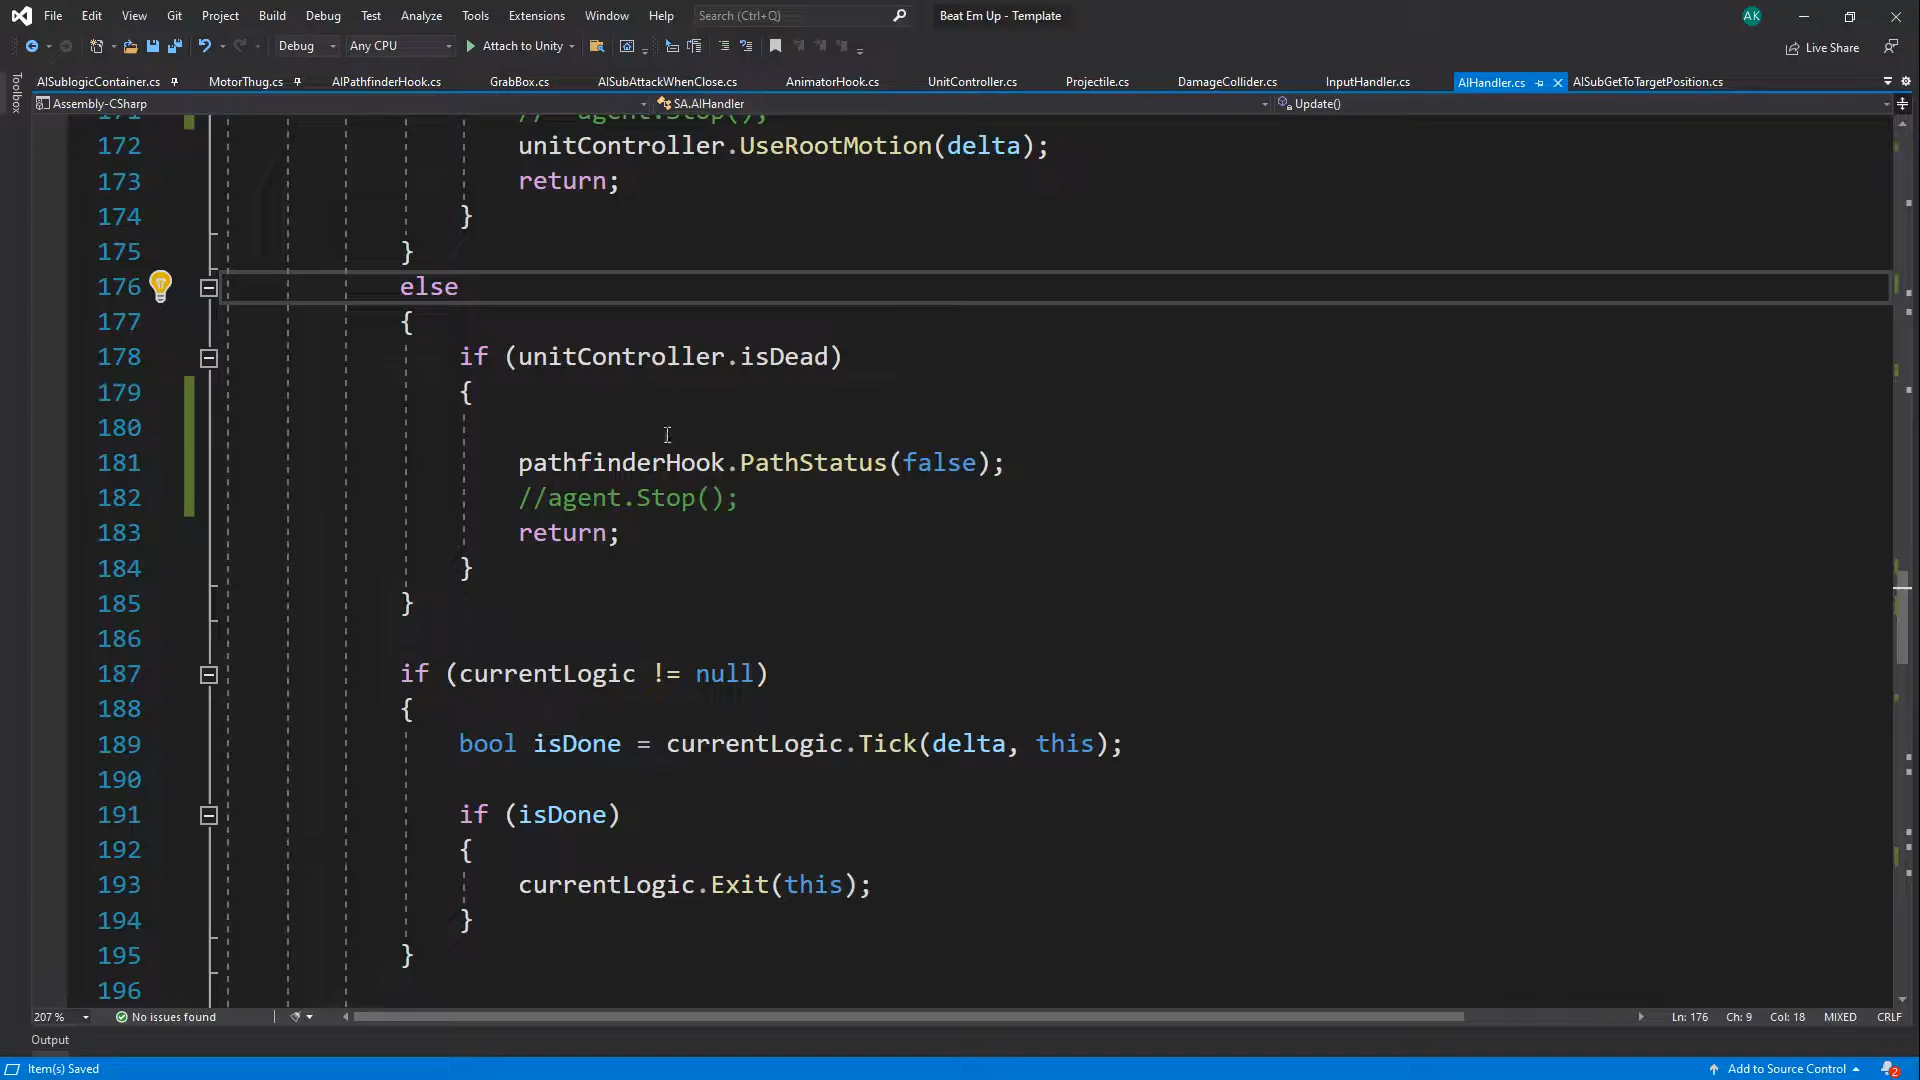 File Edit View Git Project Build Debug Test Analyze Tools Extensions Window Help Search (Ctrl+Q) Beat Em Up - Template AK
Debug Any CPU Attach to Unity Live Share
Toolbox
AISublogicContainer.cs MotorThug.cs AIPathfinderHook.cs GrabBox.cs AISubAttackWhenClose.cs AnimatorHook.cs UnitController.cs Projectile.cs DamageCollider.cs InputHandler.cs AIHandler.cs AISubGetToTargetPosition.cs
Assembly-CSharp SA.AIHandler Update()
171 // agent.Stop();
172 unitController.UseRootMotion(delta);
173 return;
174 }
175 }
176 else
177 {
178 if (unitController.isDead)
179 {
180
181 pathfinderHook.PathStatus(false);
182 //agent.Stop();
183 return;
184 }
185 }
186
187 if (currentLogic != null)
188 {
189 bool isDone = currentLogic.Tick(delta, this);
190
191 if (isDone)
192 {
193 currentLogic.Exit(this);
194 }
195 }
196
207 % No issues found Ln: 176 Ch: 9 Col: 18 MIXED CRLF
Output
Item(s) Saved Add to Source Control 2